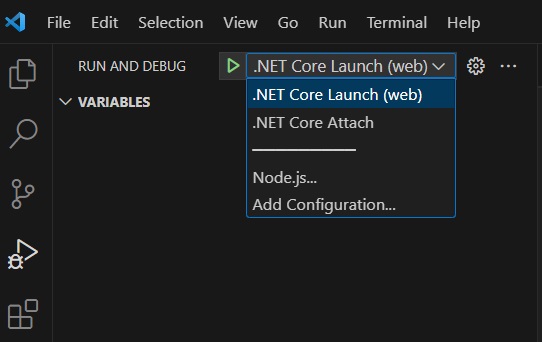 File Edit Selection View Go Run Terminal Help
RUN AND DEBUG .NET Core Launch (web)
VARIABLES
.NET Core Launch (web)
.NET Core Attach
Node.js...
Add Configuration...